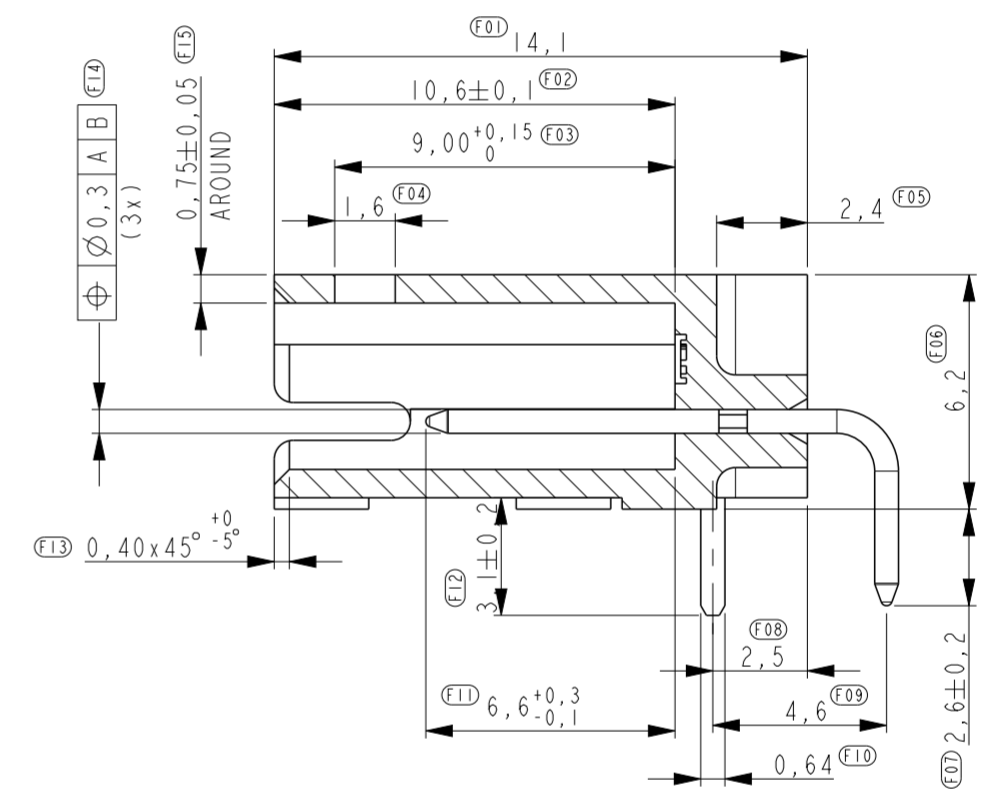 F01
14,1
10,6±0,1 F02
9,00 +0,15 F03
0
1,6 F04
2,4 F05
F14
⌖ ⌀0,3 A B
(3x)
F15
0,75±0,05
AROUND
F06
6,2
F13 0,40x45° +0
-5°
F12
3,1±0,2
F08
2,5
F11 6,6 +0,3
-0,1
4,6 F09
0,64 F10
F07 2,6±0,2